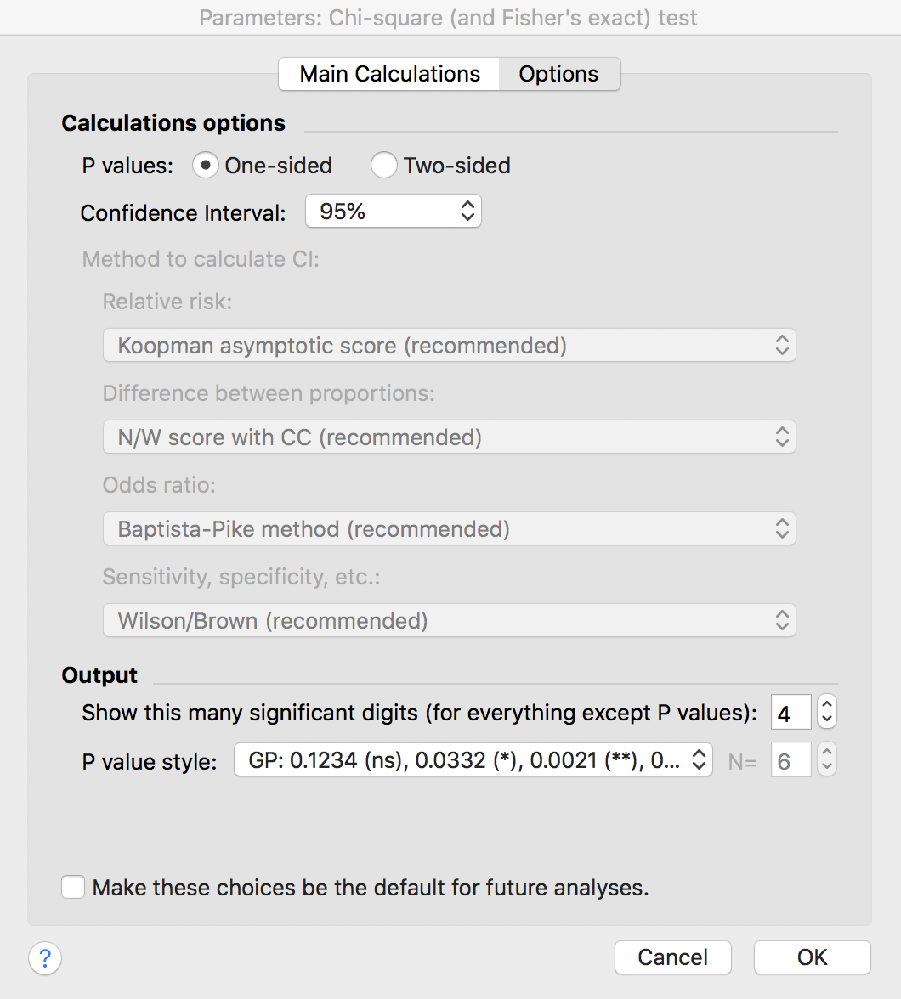 Parameters: Chi-square (and Fisher's exact) test
Main Calculations Options
Calculations options
P values: One-sided Two-sided
Confidence Interval: 95%
Method to calculate CI:
Relative risk:
Koopman asymptotic score (recommended)
Difference between proportions:
N/W score with CC (recommended)
Odds ratio:
Baptista-Pike method (recommended)
Sensitivity, specificity, etc.:
Wilson/Brown (recommended)
Output
Show this many significant digits (for everything except P values): 4
P value style: GP: 0.1234 (ns), 0.0332 (*), 0.0021 (**), 0... N= 6
Make these choices be the default for future analyses.
? Cancel OK